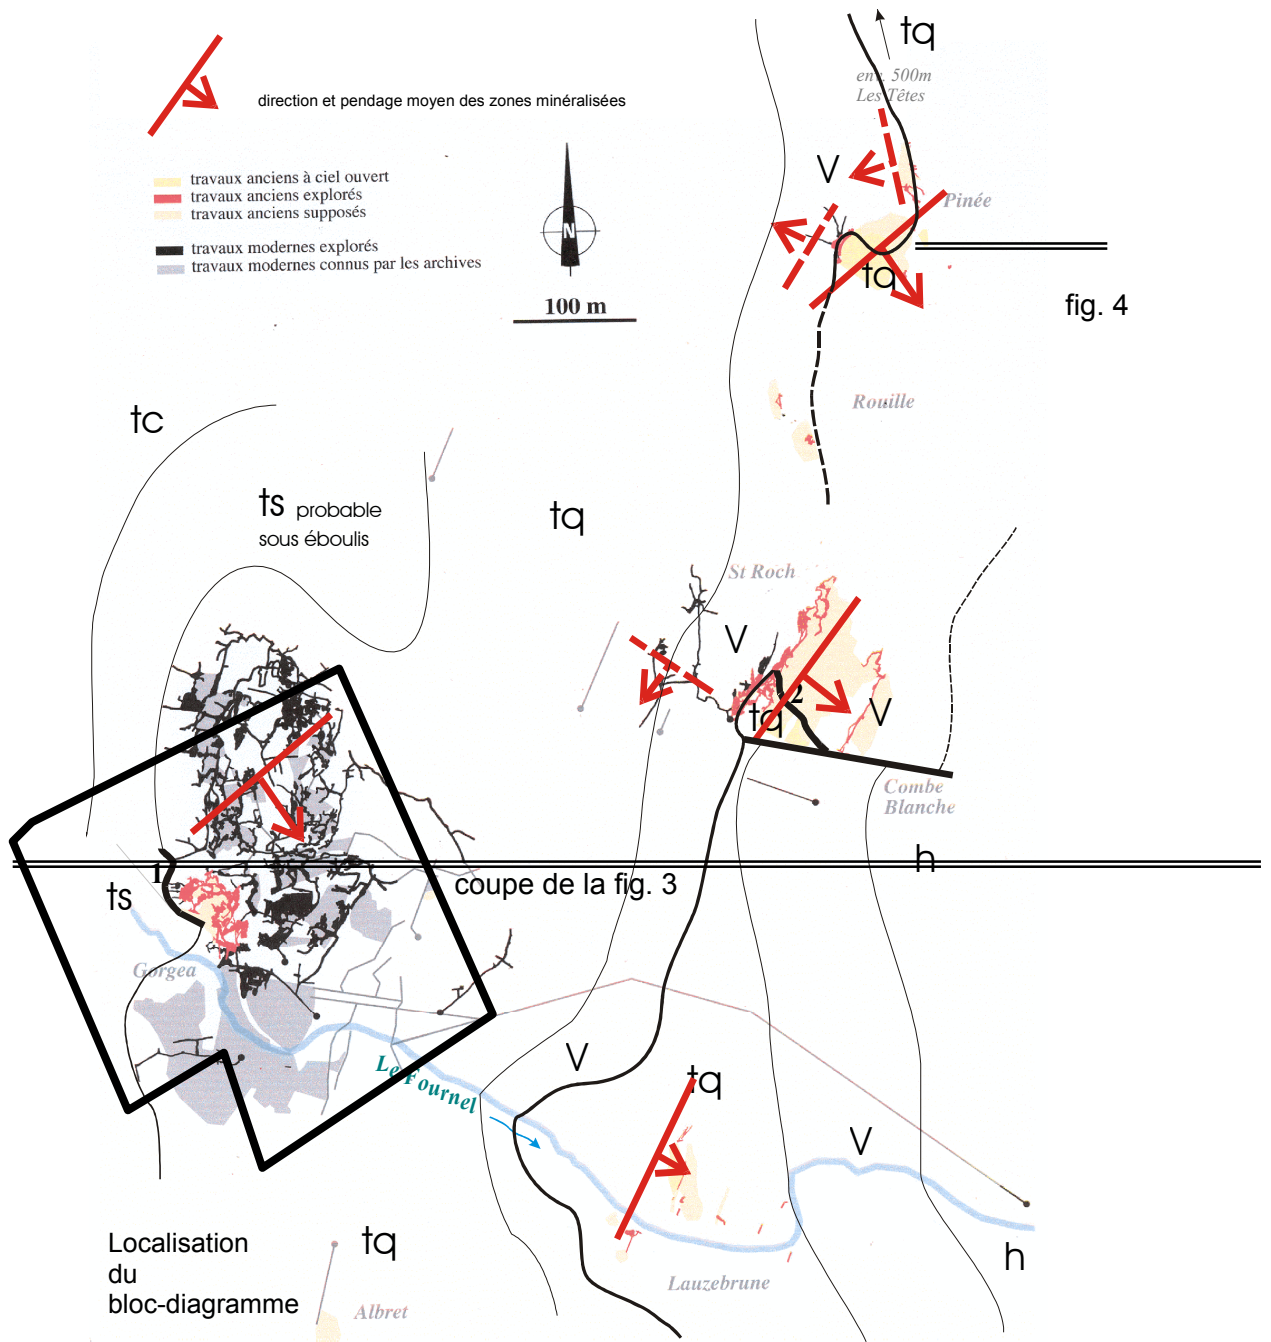 tq
env. 500m
Les Têtes
direction et pendage moyen des zones minéralisées
V
travaux anciens à ciel ouvert
travaux anciens explorés
travaux anciens supposés
Pinée
N
travaux modernes explorés
travaux modernes connus par les archives
tq
100 m
fig. 4
Rouille
tc
ts probable
sous éboulis
tq
St Roch
V
2
tq
V
Combe
Blanche
h
1
coupe de la fig. 3
ts
Gorgea
V
Le Fournel
tq
V
Localisation
du
bloc-diagramme
tq
h
Lauzebrune
Albret